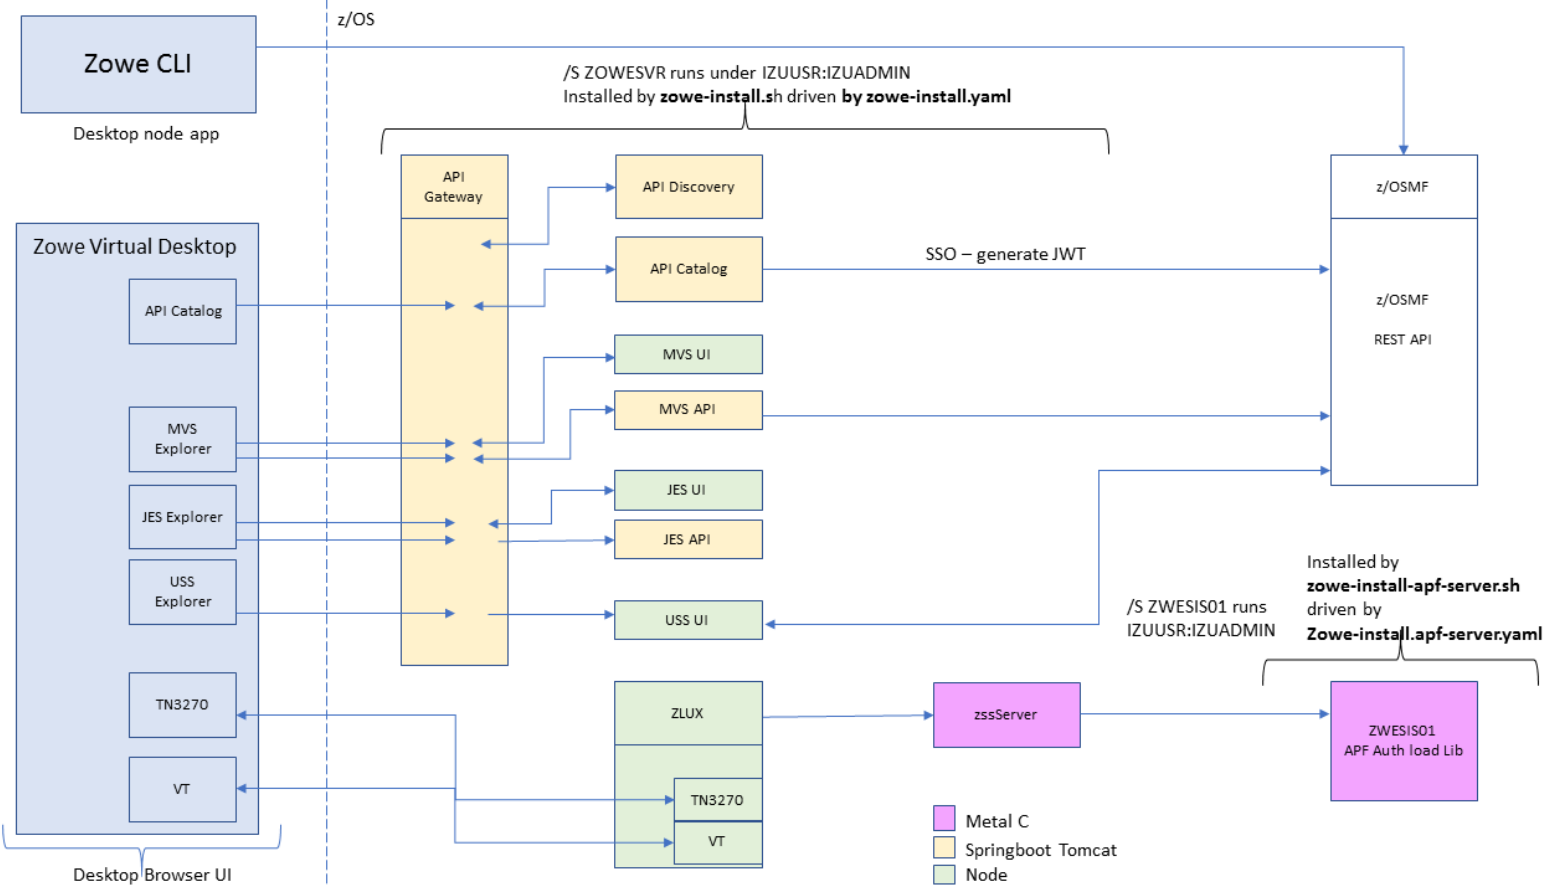 z/OS
Zowe CLI
Desktop node app
/S ZOWESVR runs under IZUUSR:IZUADMIN
Installed by zowe-install.sh driven by zowe-install.yaml
API
Gateway
API Discovery
z/OSMF
Zowe Virtual Desktop
API Catalog
API Catalog
SSO – generate JWT
z/OSMF
REST API
MVS UI
MVS API
MVS
Explorer
JES UI
JES Explorer
JES API
USS
Explorer
USS UI
/S ZWESIS01 runs
IZUUSR:IZUADMIN
Installed by
zowe-install-apf-server.sh
driven by
Zowe-install.apf-server.yaml
TN3270
ZLUX
zssServer
ZWESIS01
APF Auth load Lib
VT
TN3270
VT
Metal C
Springboot Tomcat
Node
Desktop Browser UI